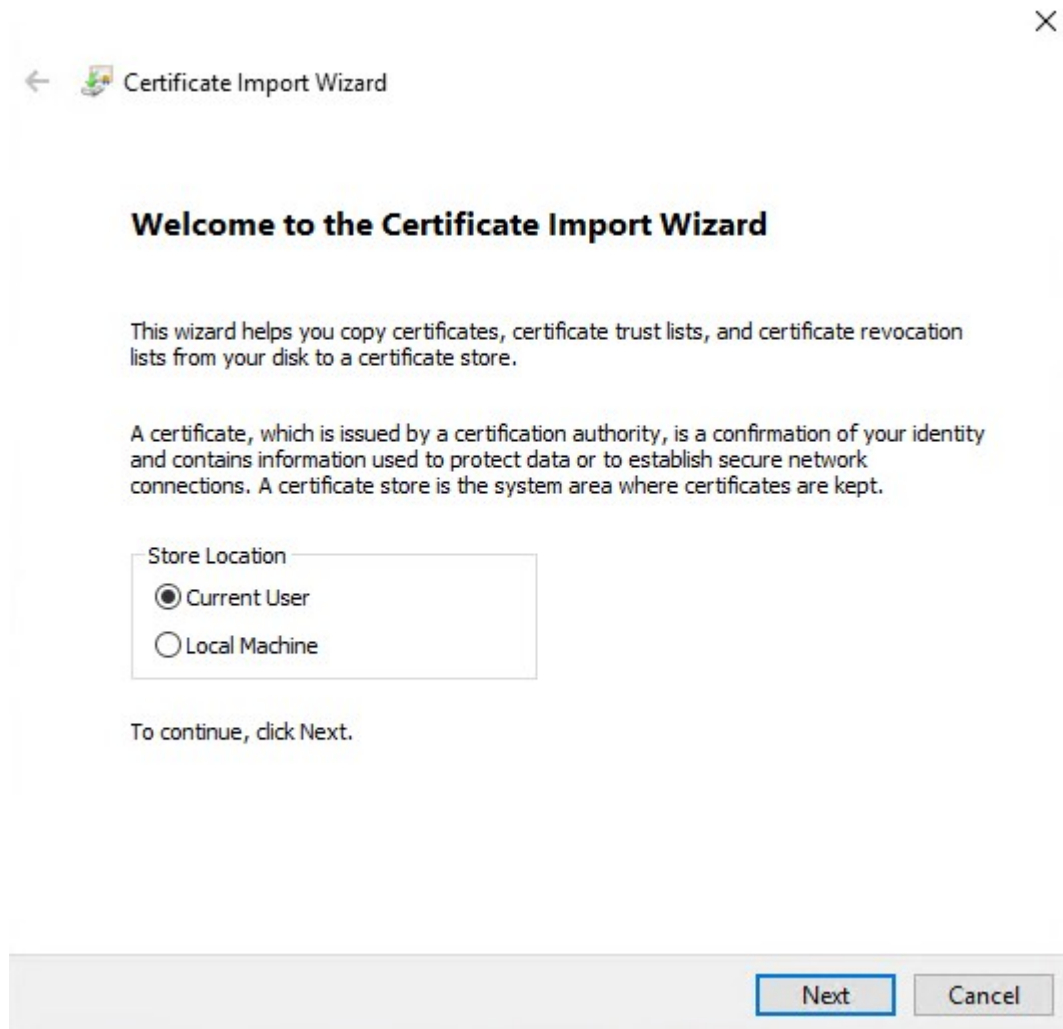 Certificate Import Wizard
Welcome to the Certificate Import Wizard
This wizard helps you copy certificates, certificate trust lists, and certificate revocation
lists from your disk to a certificate store.
A certificate, which is issued by a certification authority, is a confirmation of your identity
and contains information used to protect data or to establish secure network
connections. A certificate store is the system area where certificates are kept.
Store Location
Current User
Local Machine
To continue, click Next.
Next
Cancel